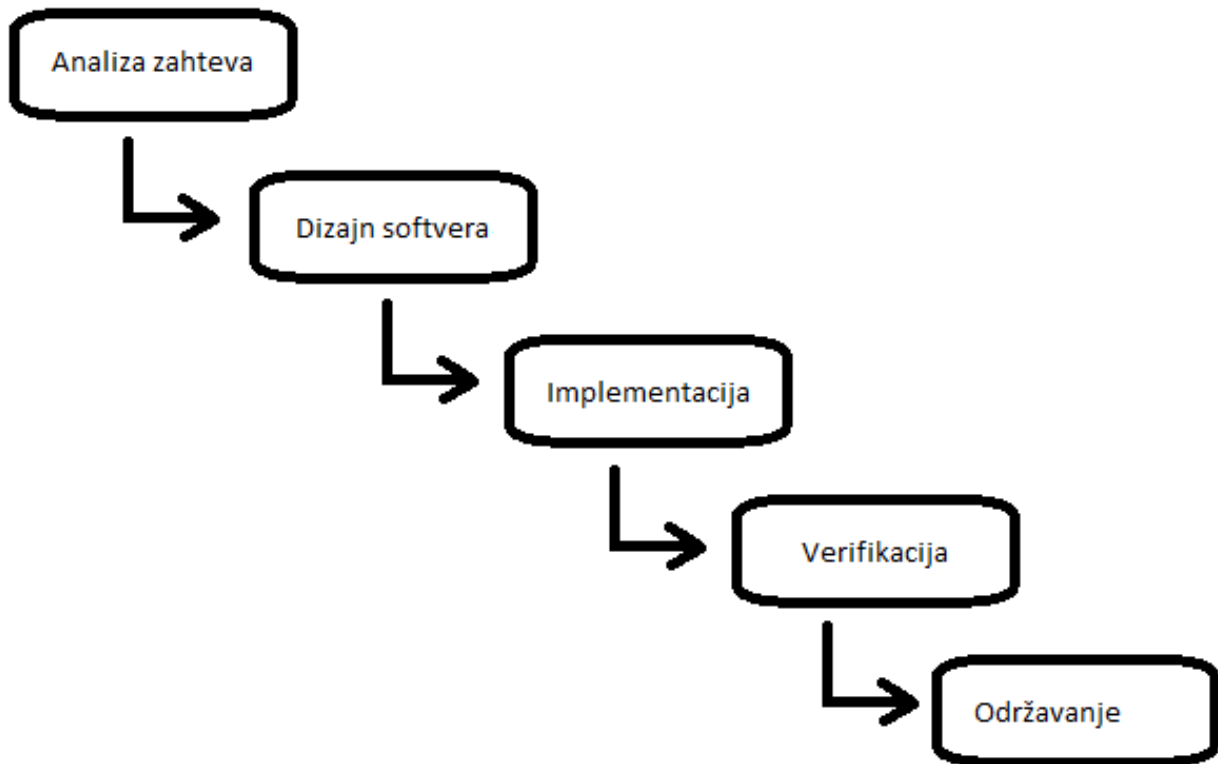 Analiza zahteva
Dizajn softvera
Implementacija
Verifikacija
Održavanje